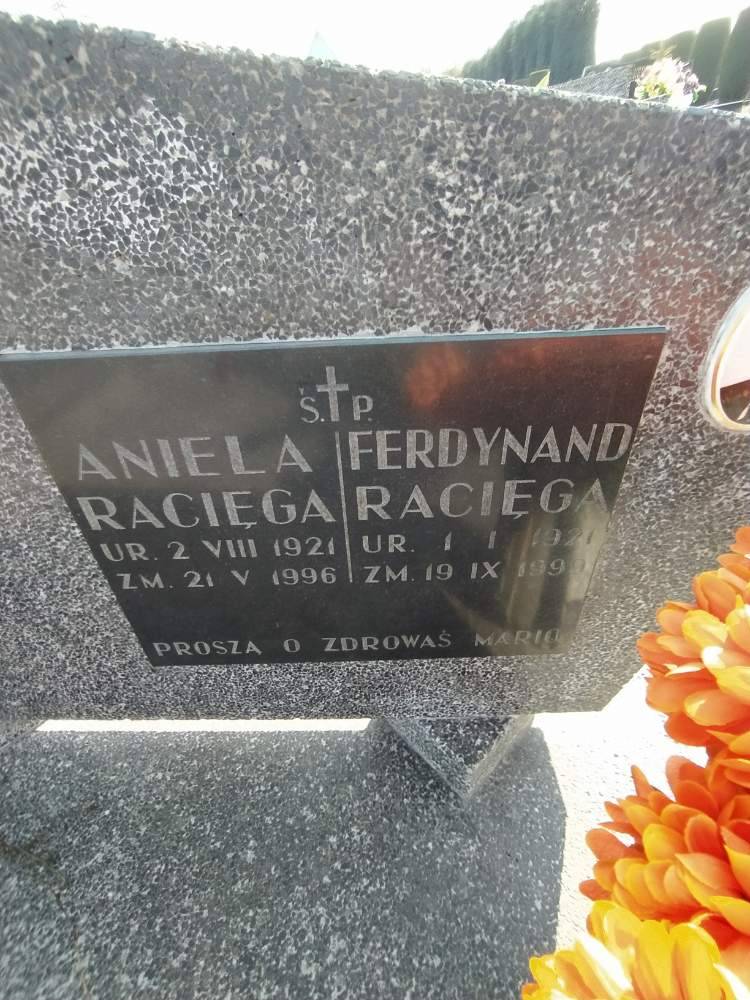 Ś.P.
ANIELA
RACIĘGA
UR. 2 VIII 1921
ZM. 21 V 1996
FERDYNAND
RACIĘGA
UR. 1 I 1921
ZM. 19 IX
PROSZĄ O ZDROWAŚ MARIO